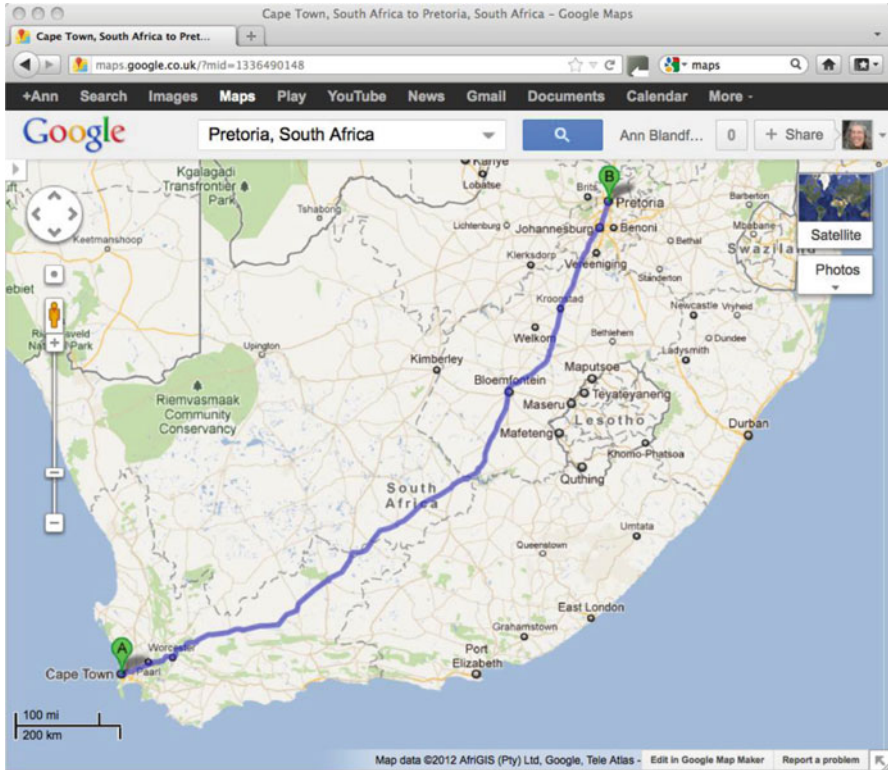 Cape Town, South Africa to Pretoria, South Africa – Google Maps
Cape Town, South Africa to Pret...
maps.google.co.uk/?mid=1336490148
maps
+Ann Search Images Maps Play YouTube News Gmail Documents Calendar More
Google
Pretoria, South Africa
Ann Blandf...
0
+ Share
Kgalagadi
Transfrontier
Park
Kanye
Lobatse
B
Brits
Pretoria
Barberton
Tshabong
Lichtenburg
Johannesburg
Benoni
Mbabane
Satellite
Keetmanshoop
Bethal
Swaziland
Klerksdorp
Vereeniging
Standerton
Photos
Kroonstad
Newcastle
Vryheid
Park
Upington
Welkom
Bethlehem
Dundee
Kimberley
Ladysmith
Maputsoe
Bloemfontein
Teyateyaneng
Riemvasmaak
Community
Conservancy
Maseru
Lesotho
Durban
Mafeteng
Khomo-Phatsoa
Quthing
South
Africa
Umtata
Queenstown
East London
Grahamstown
A
Worcester
Port
Elizabeth
Cape Town
Paarl
100 mi
200 km
Map data ©2012 AfriGIS (Pty) Ltd, Google, Tele Atlas -
Edit in Google Map Maker
Report a problem